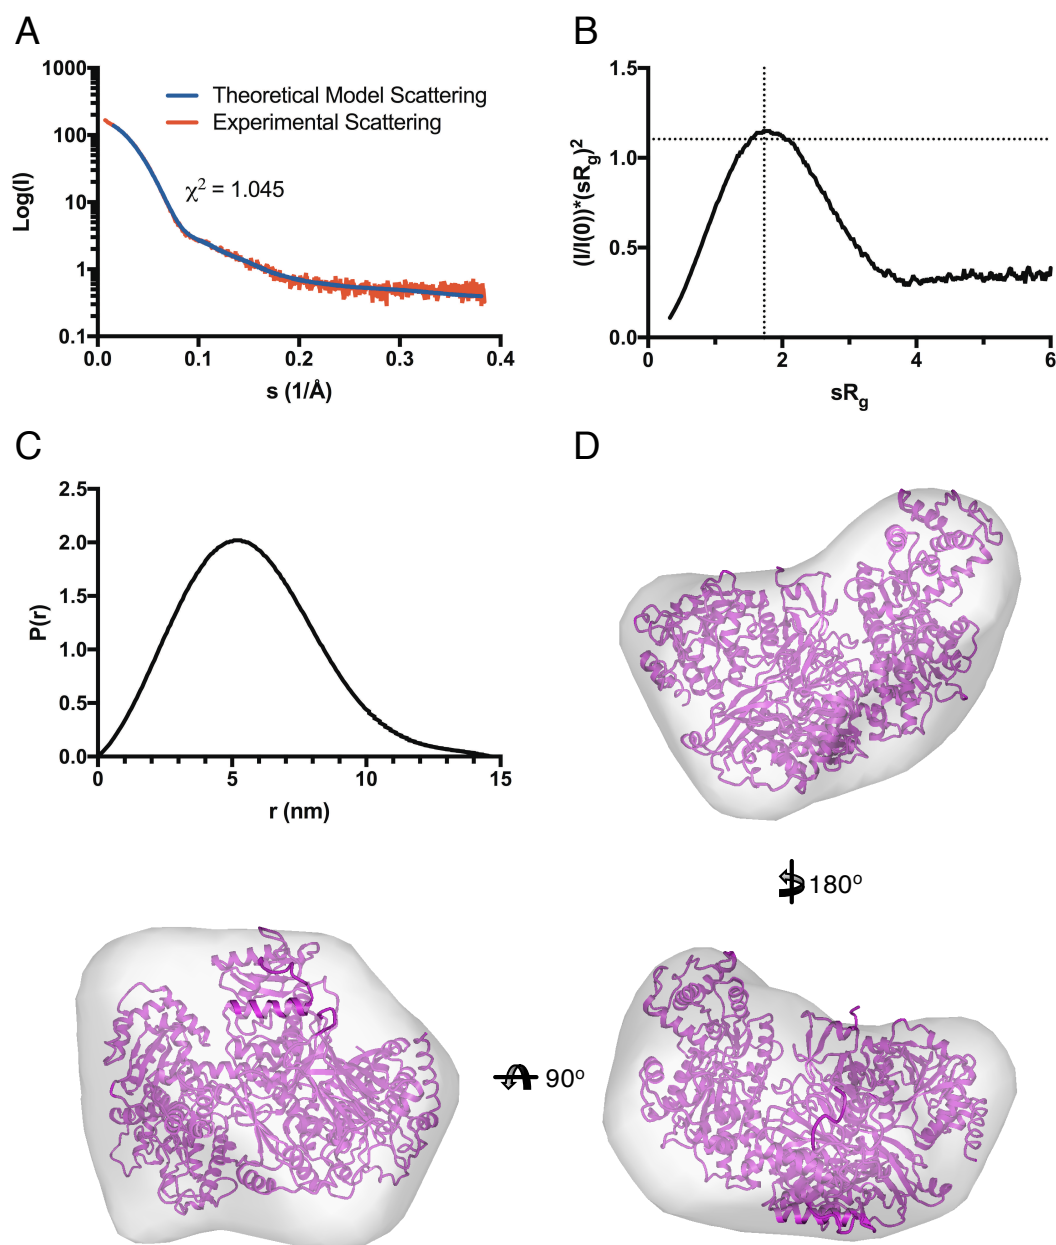 A
1000
100
10
1
0.1
Log(I)
Theoretical Model Scattering
Experimental Scattering
χ² = 1.045
0.0 0.1 0.2 0.3 0.4
s (1/Å)
B
1.5
1.0
0.5
0.0
(I/I(0))*(sRg)²
0 2 4 6
sRg
C
2.5
2.0
1.5
1.0
0.5
0.0
P(r)
0 5 10 15
r (nm)
D
180º
90º